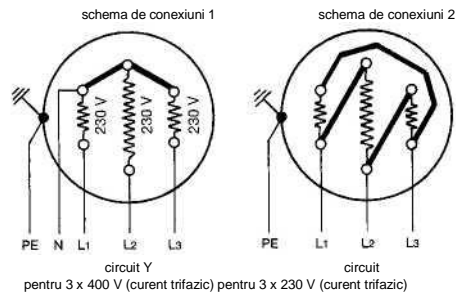 schema de conexiuni 1 schema de conexiuni 2
230 V 230 V 230 V
PE N L1 L2 L3 PE L1 L2 L3
circuit Y circuit
pentru 3 x 400 V (curent trifazic) pentru 3 x 230 V (curent trifazic)